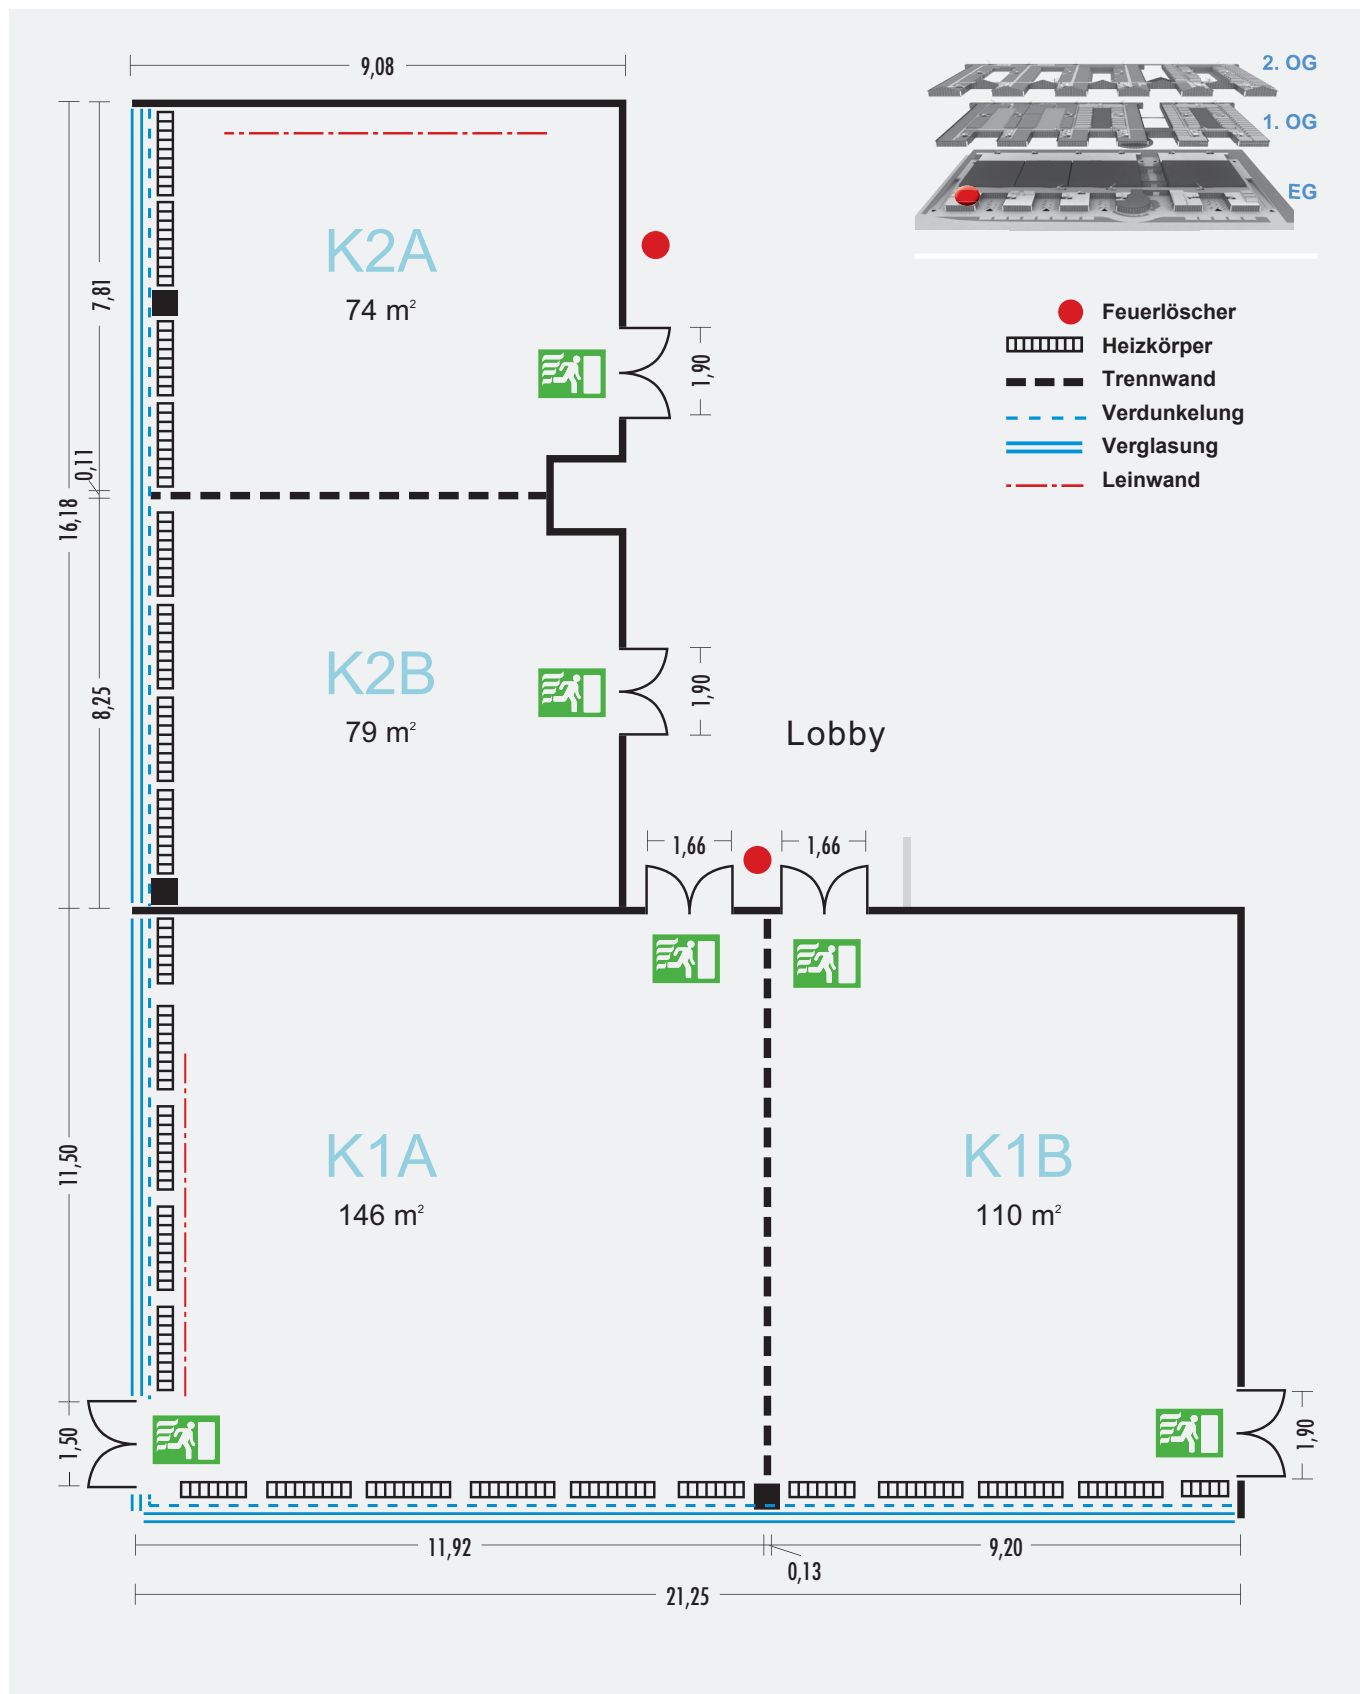 9,08
2. OG
1. OG
EG
K2A
74 m²
7,81
1,90
0,11
16,18
Feuerlöscher
Heizkörper
Trennwand
Verdunkelung
Verglasung
Leinwand
K2B
79 m²
8,25
1,90
Lobby
1,66
1,66
K1A
146 m²
K1B
110 m²
11,50
1,50
1,90
11,92
0,13
9,20
21,25